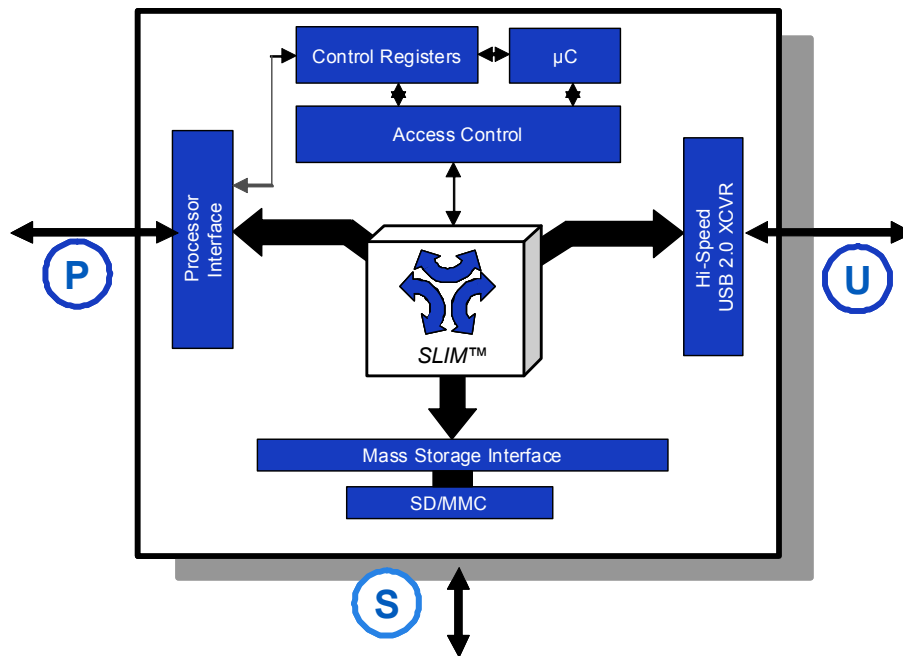 Control Registers
µC
Access Control
Processor
Interface
Hi-Speed
USB 2.0 XCVR
P
U
SLIM™
Mass Storage Interface
SD/MMC
S